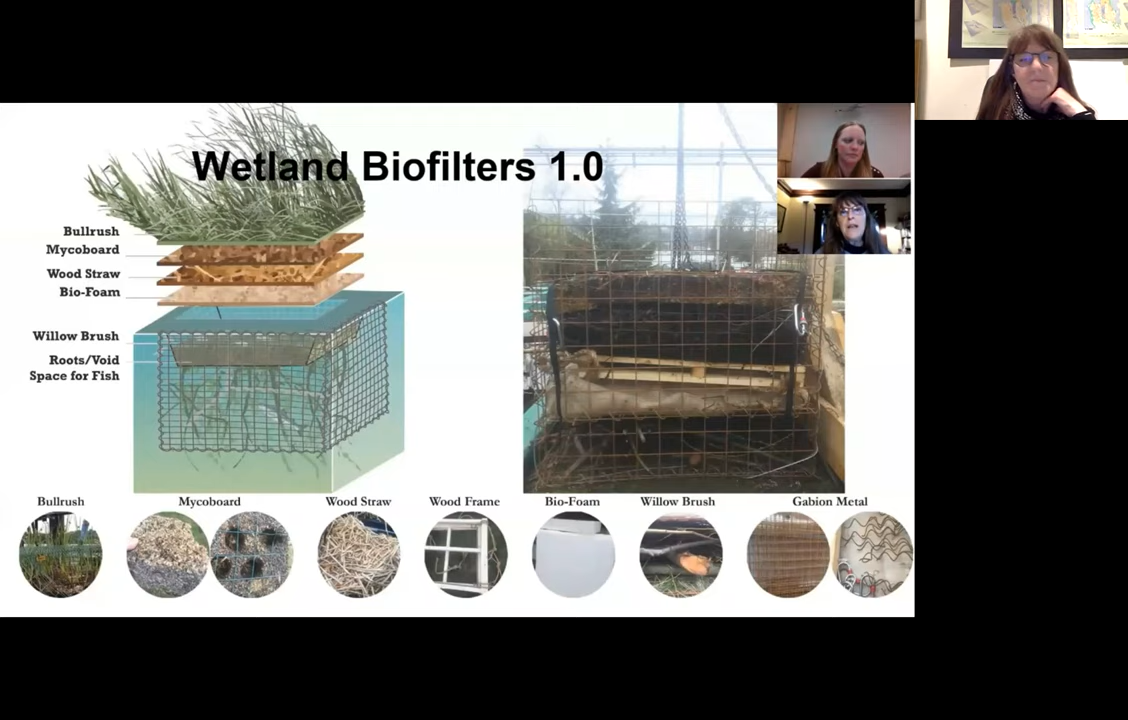 Wetland Biofilters 1.0
Bullrush
Mycoboard
Wood Straw
Bio-Foam
Willow Brush
Roots/Void
Space for Fish
Bullrush Mycoboard Wood Straw Wood Frame Bio-Foam Willow Brush Gabion Metal